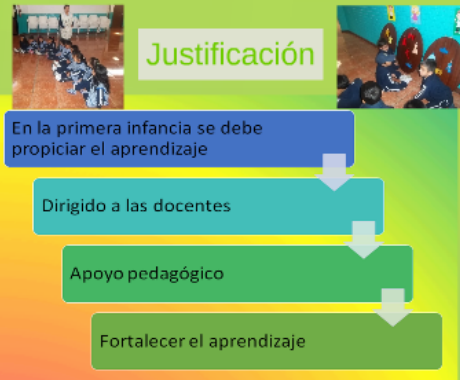 Justificación
En la primera infancia se debe
propiciar el aprendizaje
Dirigido a las docentes
Apoyo pedagógico
Fortalecer el aprendizaje